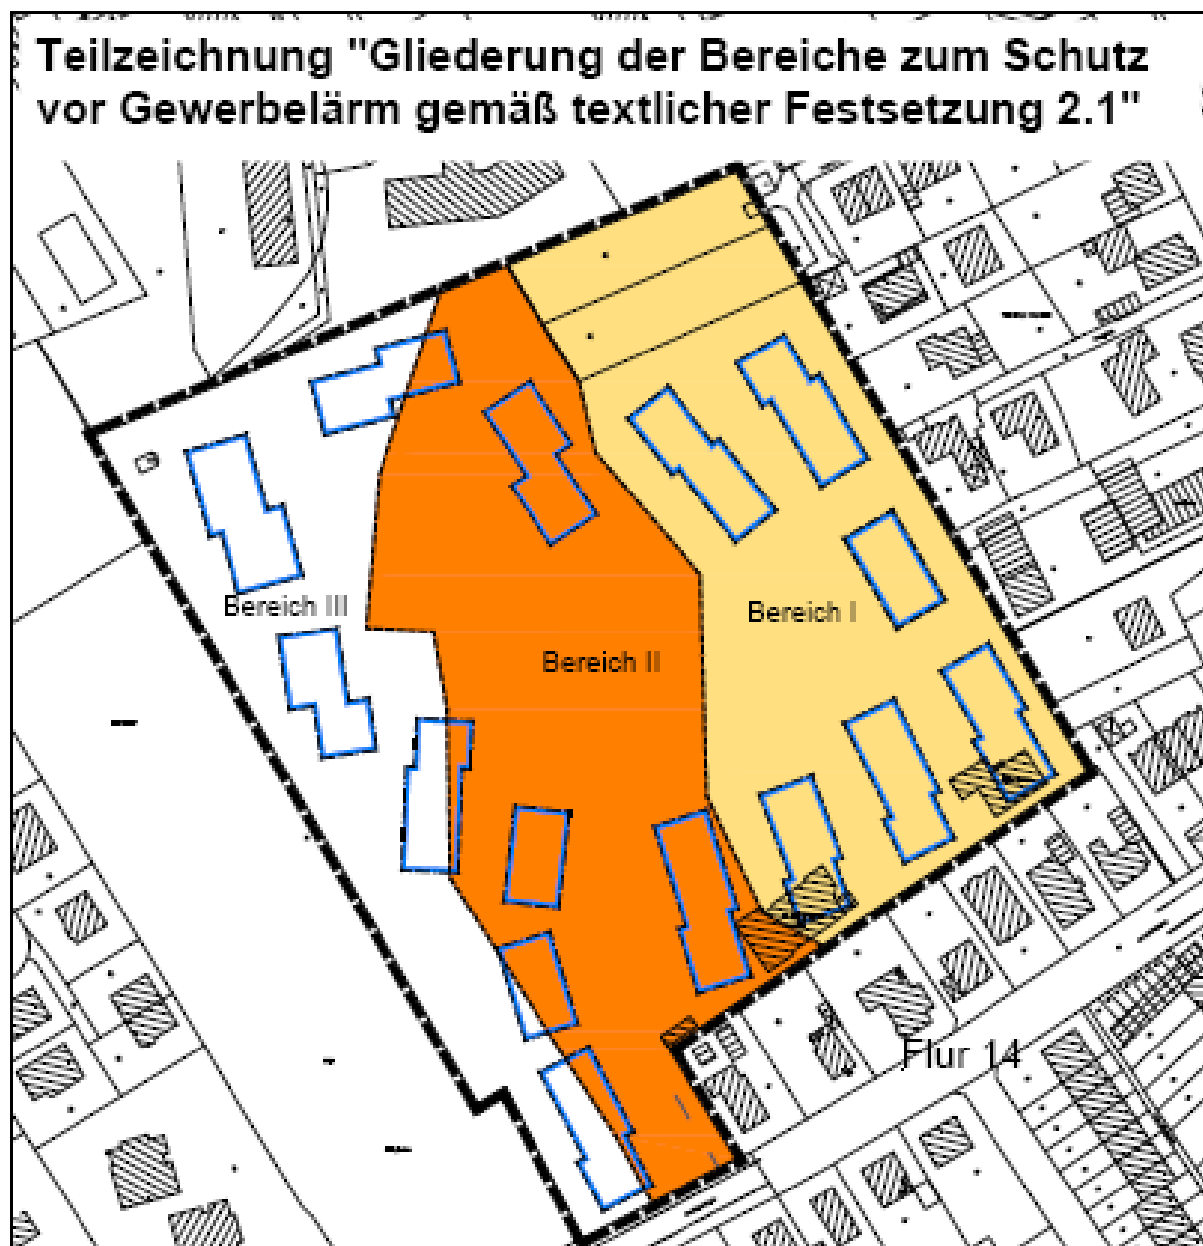 Teilzeichnung "Gliederung der Bereiche zum Schutz
vor Gewerbelärm gemäß textlicher Festsetzung 2.1"
Bereich III
Bereich I
Bereich II
Flur 14